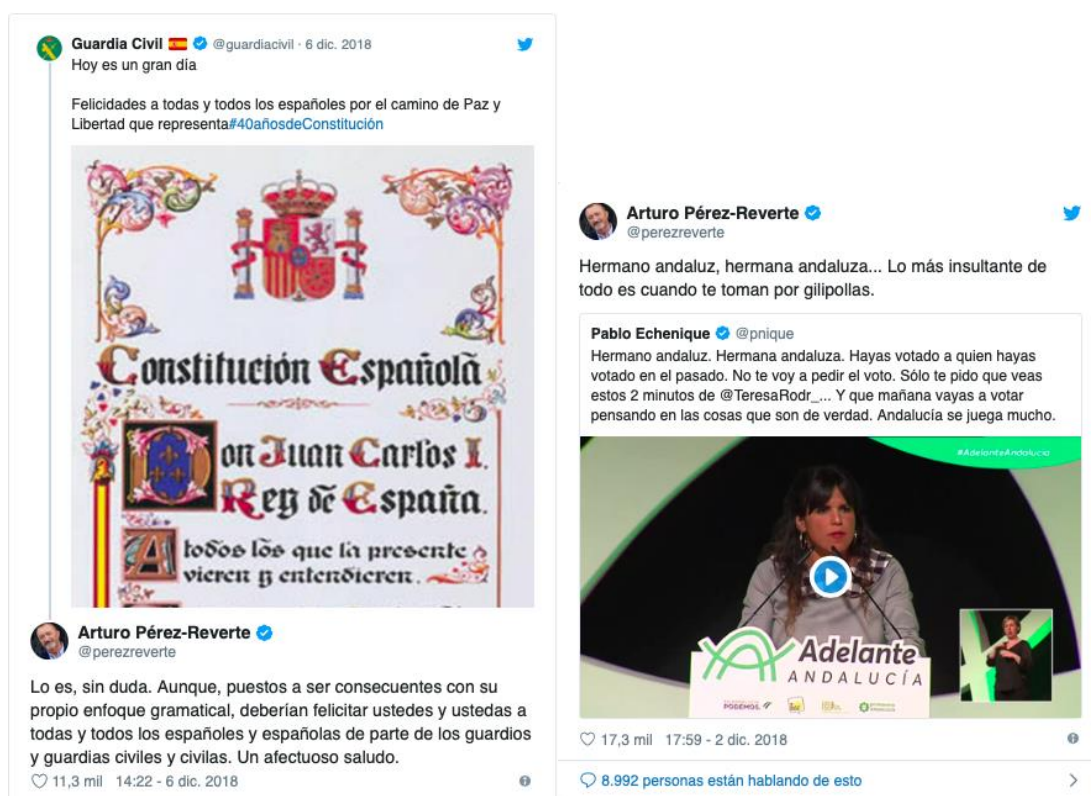 Guardia Civil 🇪🇸 @guardiacivil · 6 dic. 2018
Hoy es un gran día
Felicidades a todas y todos los españoles por el camino de Paz y
Libertad que representa#40añosdeConstitución
Constitución Española
Don Juan Carlos I.
Rey de España.
A todos los que la presente
vieren y entendieren.
Arturo Pérez-Reverte
@perezreverte
Lo es, sin duda. Aunque, puestos a ser consecuentes con su
propio enfoque gramatical, deberían felicitar ustedes y ustedas a
todas y todos los españoles y españolas de parte de los guardios
y guardias civiles y civilas. Un afectuoso saludo.
11,3 mil 14:22 - 6 dic. 2018
Arturo Pérez-Reverte
@perezreverte
Hermano andaluz, hermana andaluza... Lo más insultante de
todo es cuando te toman por gilipollas.
Pablo Echenique @pnique
Hermano andaluz. Hermana andaluza. Hayas votado a quien hayas
votado en el pasado. No te voy a pedir el voto. Sólo te pido que veas
estos 2 minutos de @TeresaRodr_... Y que mañana vayas a votar
pensando en las cosas que son de verdad. Andalucía se juega mucho.
#AdelanteAndalucía
Adelante
ANDALUCÍA
PODEMOS.
17,3 mil 17:59 - 2 dic. 2018
8.992 personas están hablando de esto